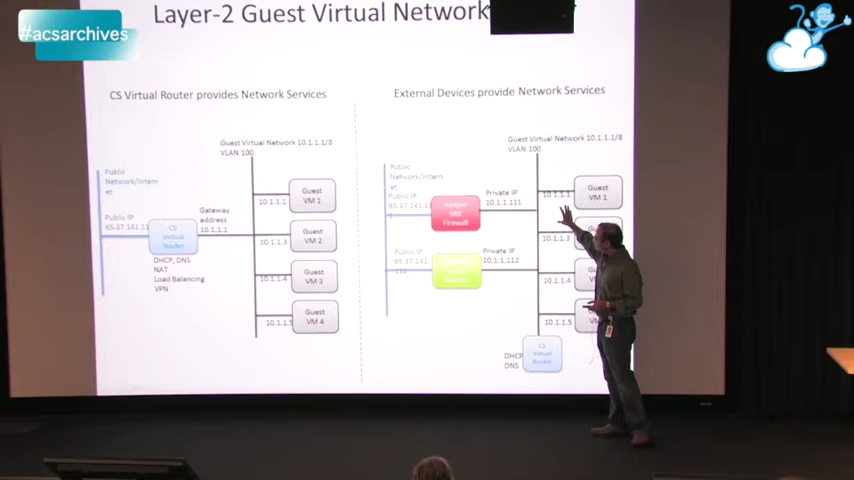 #acsarchives
Layer-2 Guest Virtual Network
CS Virtual Router provides Network Services
Guest Virtual Network 10.1.1.1/8
VLAN 100
Public
Network/Intern
et
Public IP
65.37.141.11
Gateway
address
10.1.1.1
CS
Virtual
Router
DHCP, DNS
NAT
Load Balancing
VPN
10.1.1.1
Guest
VM 1
10.1.1.3
Guest
VM 2
10.1.1.4
Guest
VM 3
10.1.1.5
Guest
VM 4
External Devices provide Network Services
Guest Virtual Network 10.1.1.1/8
VLAN 100
Public
Network/Intern
et
Public IP
65.37.141.11
1
Juniper
SRX
Firewall
Private IP
10.1.1.111
Public IP
65.37.141.
Private IP
10.1.1.112
10.1.1.1
Guest
VM 1
10.1.1.3
10.1.1.4
10.1.1.5
CS
Virtual
Router
DHCP
DNS